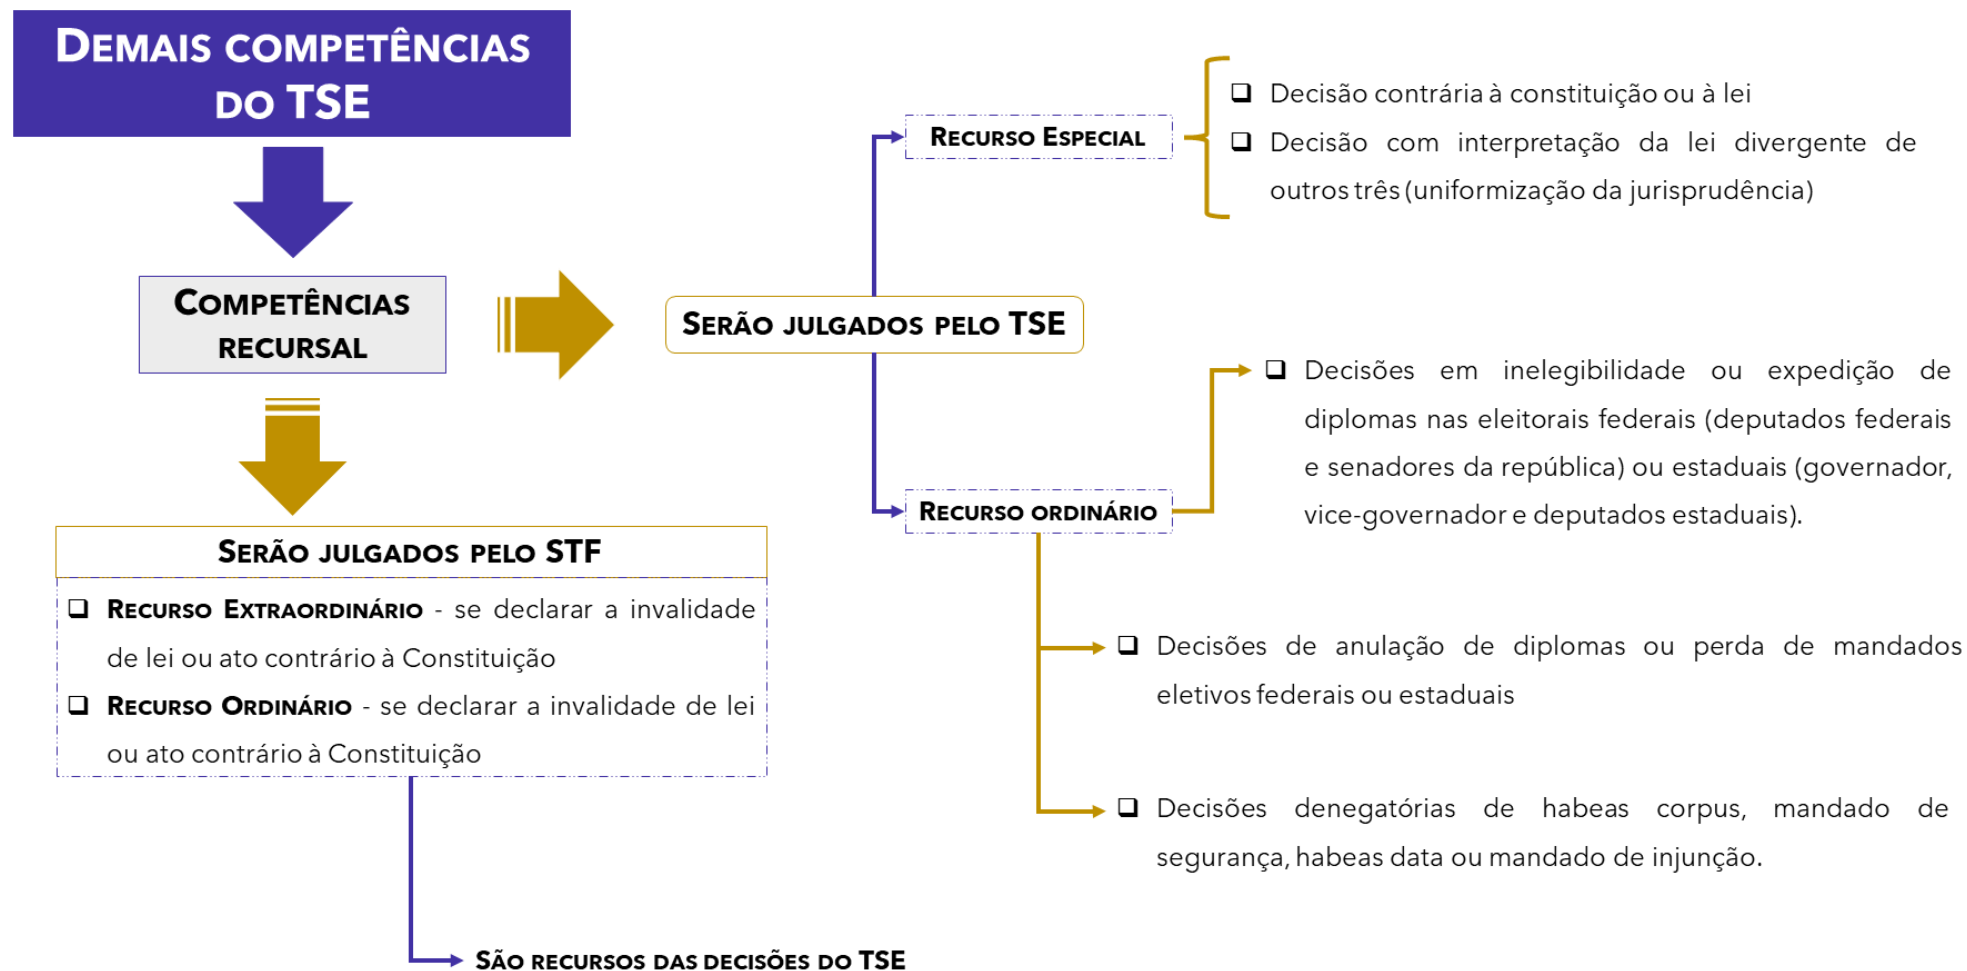 DEMAIS COMPETÊNCIAS
DO TSE
COMPETÊNCIAS
RECURSAL
SERÃO JULGADOS PELO STF
RECURSO EXTRAORDINÁRIO - se declarar a invalidade
de lei ou ato contrário à Constituição
RECURSO ORDINÁRIO - se declarar a invalidade de lei
ou ato contrário à Constituição
SÃO RECURSOS DAS DECISÕES DO TSE
SERÃO JULGADOS PELO TSE
RECURSO ESPECIAL
Decisão contrária à constituição ou à lei
Decisão com interpretação da lei divergente de
outros três (uniformização da jurisprudência)
RECURSO ORDINÁRIO
Decisões em inelegibilidade ou expedição de
diplomas nas eleitorais federais (deputados federais
e senadores da república) ou estaduais (governador,
vice-governador e deputados estaduais).
Decisões de anulação de diplomas ou perda de mandados
eletivos federais ou estaduais
Decisões denegatórias de habeas corpus, mandado de
segurança, habeas data ou mandado de injunção.